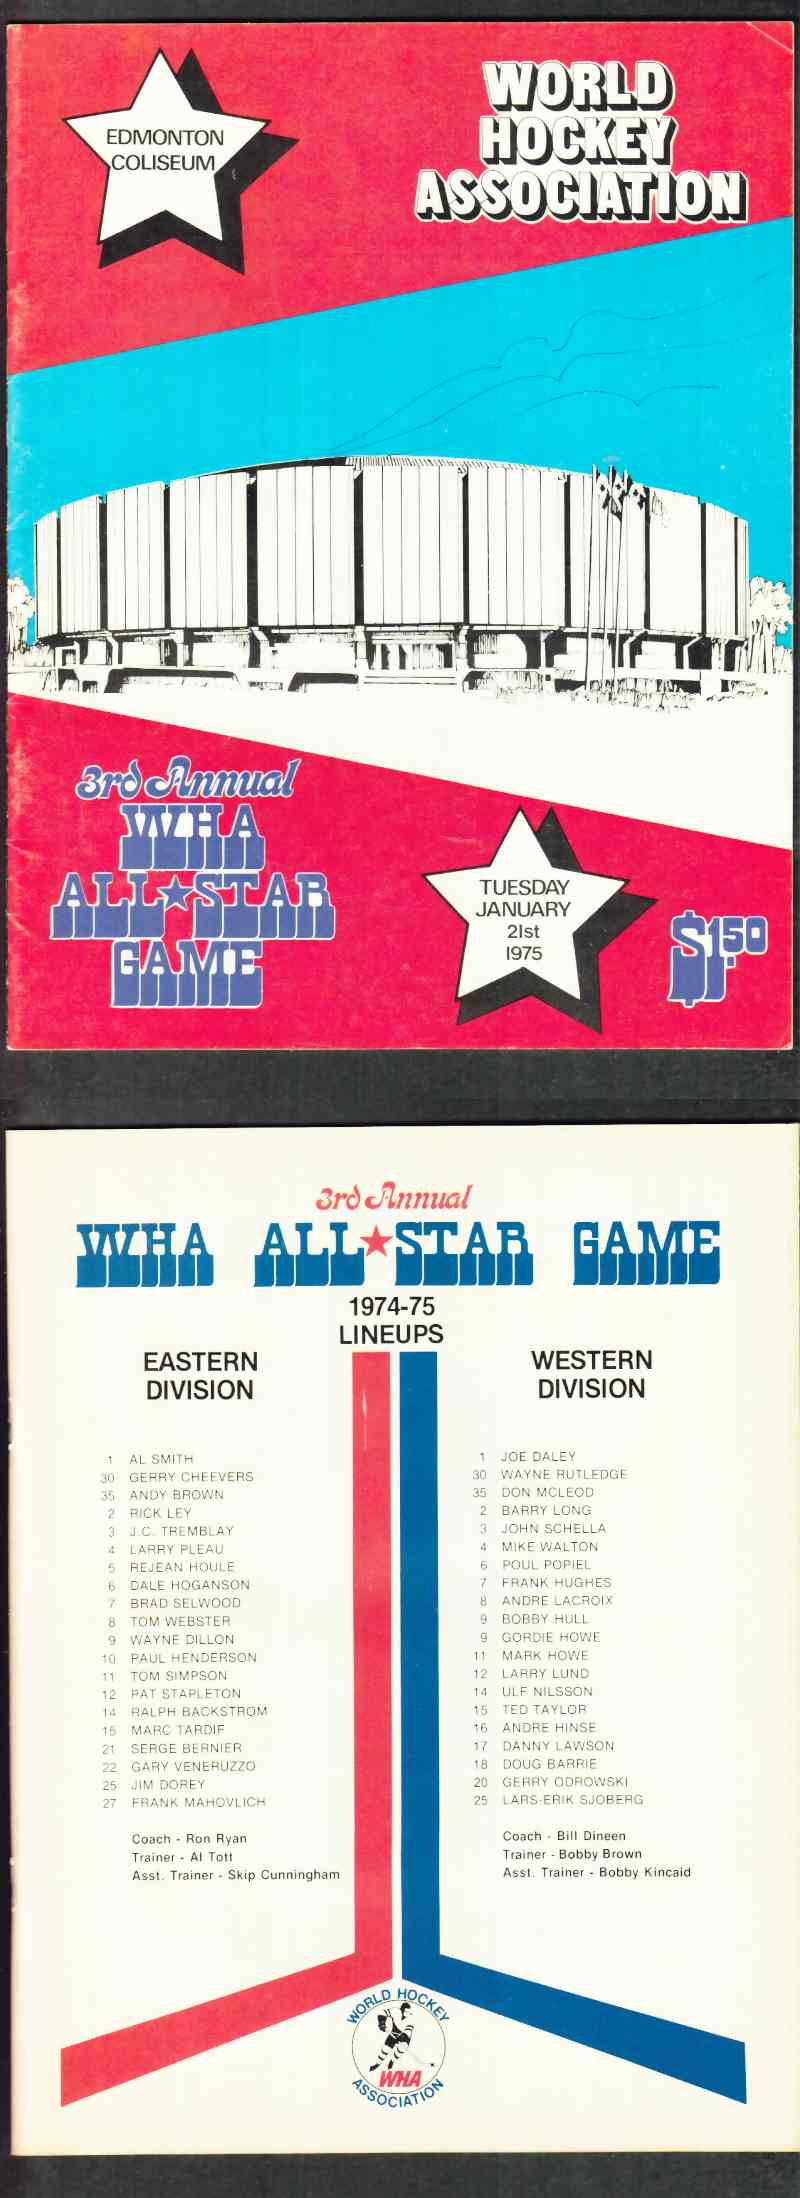 EDMONTON
COLISEUM
WORLD
HOCKEY
ASSOCIATION
3rd Annual
WHA
ALL★STAR
GAME
TUESDAY
JANUARY
21st
1975
$1.50
3rd Annual
WHA ALL★STAR GAME
1974-75
LINEUPS
EASTERN
DIVISION
1 AL SMITH
30 GERRY CHEEVERS
35 ANDY BROWN
2 RICK LEY
3 J.C. TREMBLAY
4 LARRY PLEAU
5 REJEAN HOULE
6 DALE HOGANSON
7 BRAD SELWOOD
8 TOM WEBSTER
9 WAYNE DILLON
10 PAUL HENDERSON
11 TOM SIMPSON
12 PAT STAPLETON
14 RALPH BACKSTROM
15 MARC TARDIF
21 SERGE BERNIER
22 GARY VENERUZZO
25 JIM DOREY
27 FRANK MAHOVLICH
Coach - Ron Ryan
Trainer - Al Tott
Asst. Trainer - Skip Cunningham
WESTERN
DIVISION
1 JOE DALEY
30 WAYNE RUTLEDGE
35 DON MCLEOD
2 BARRY LONG
3 JOHN SCHELLA
4 MIKE WALTON
6 POUL POPIEL
7 FRANK HUGHES
8 ANDRE LACROIX
9 BOBBY HULL
9 GORDIE HOWE
11 MARK HOWE
12 LARRY LUND
14 ULF NILSSON
15 TED TAYLOR
16 ANDRE HINSE
17 DANNY LAWSON
18 DOUG BARRIE
20 GERRY ODROWSKI
25 LARS-ERIK SJOBERG
Coach - Bill Dineen
Trainer - Bobby Brown
Asst. Trainer - Bobby Kincaid
WORLD HOCKEY
WHA
ASSOCIATION